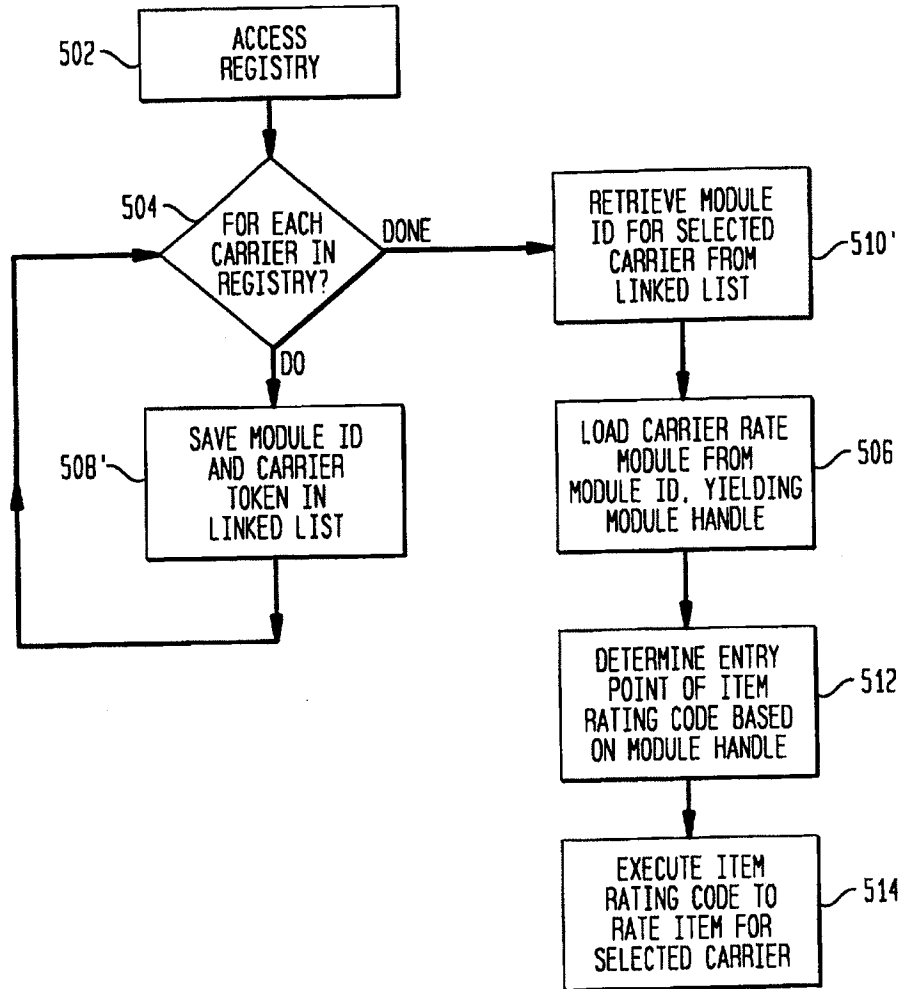 502
ACCESS
REGISTRY
504
FOR EACH
CARRIER IN
REGISTRY?
DONE
DO
508'
SAVE MODULE ID
AND CARRIER
TOKEN IN
LINKED LIST
RETRIEVE MODULE
ID FOR SELECTED
CARRIER FROM
LINKED LIST
510'
LOAD CARRIER RATE
MODULE FROM
MODULE ID, YIELDING
MODULE HANDLE
506
DETERMINE ENTRY
POINT OF ITEM
RATING CODE BASED
ON MODULE HANDLE
512
EXECUTE ITEM
RATING CODE TO
RATE ITEM FOR
SELECTED CARRIER
514